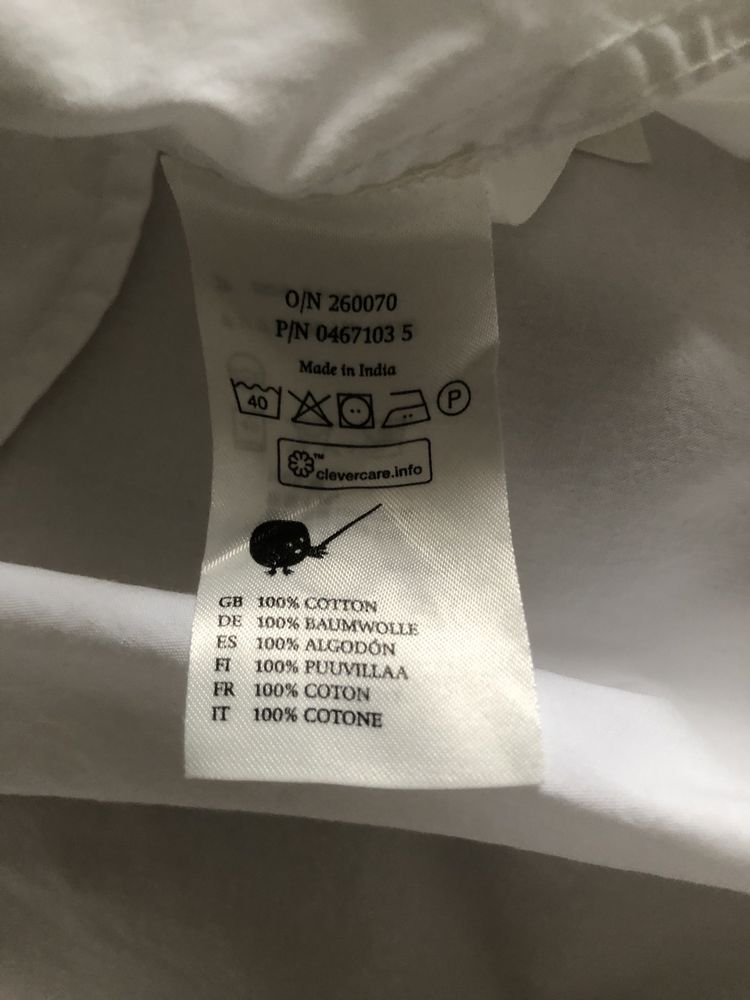 O/N 260070
P/N 0467103 5
Made in India
40 P
™ clevercare.info
GB 100% COTTON
DE 100% BAUMWOLLE
ES 100% ALGODÓN
FI 100% PUUVILLAA
FR 100% COTON
IT 100% COTONE